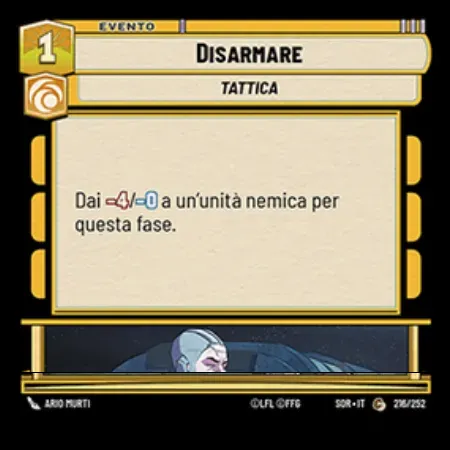 EVENTO
1
DISARMARE
TATTICA
Dai -4/-0 a un'unità nemica per
questa fase.
ARIO MURTI
©LFL ©FFG
SOR • IT
C
216/252